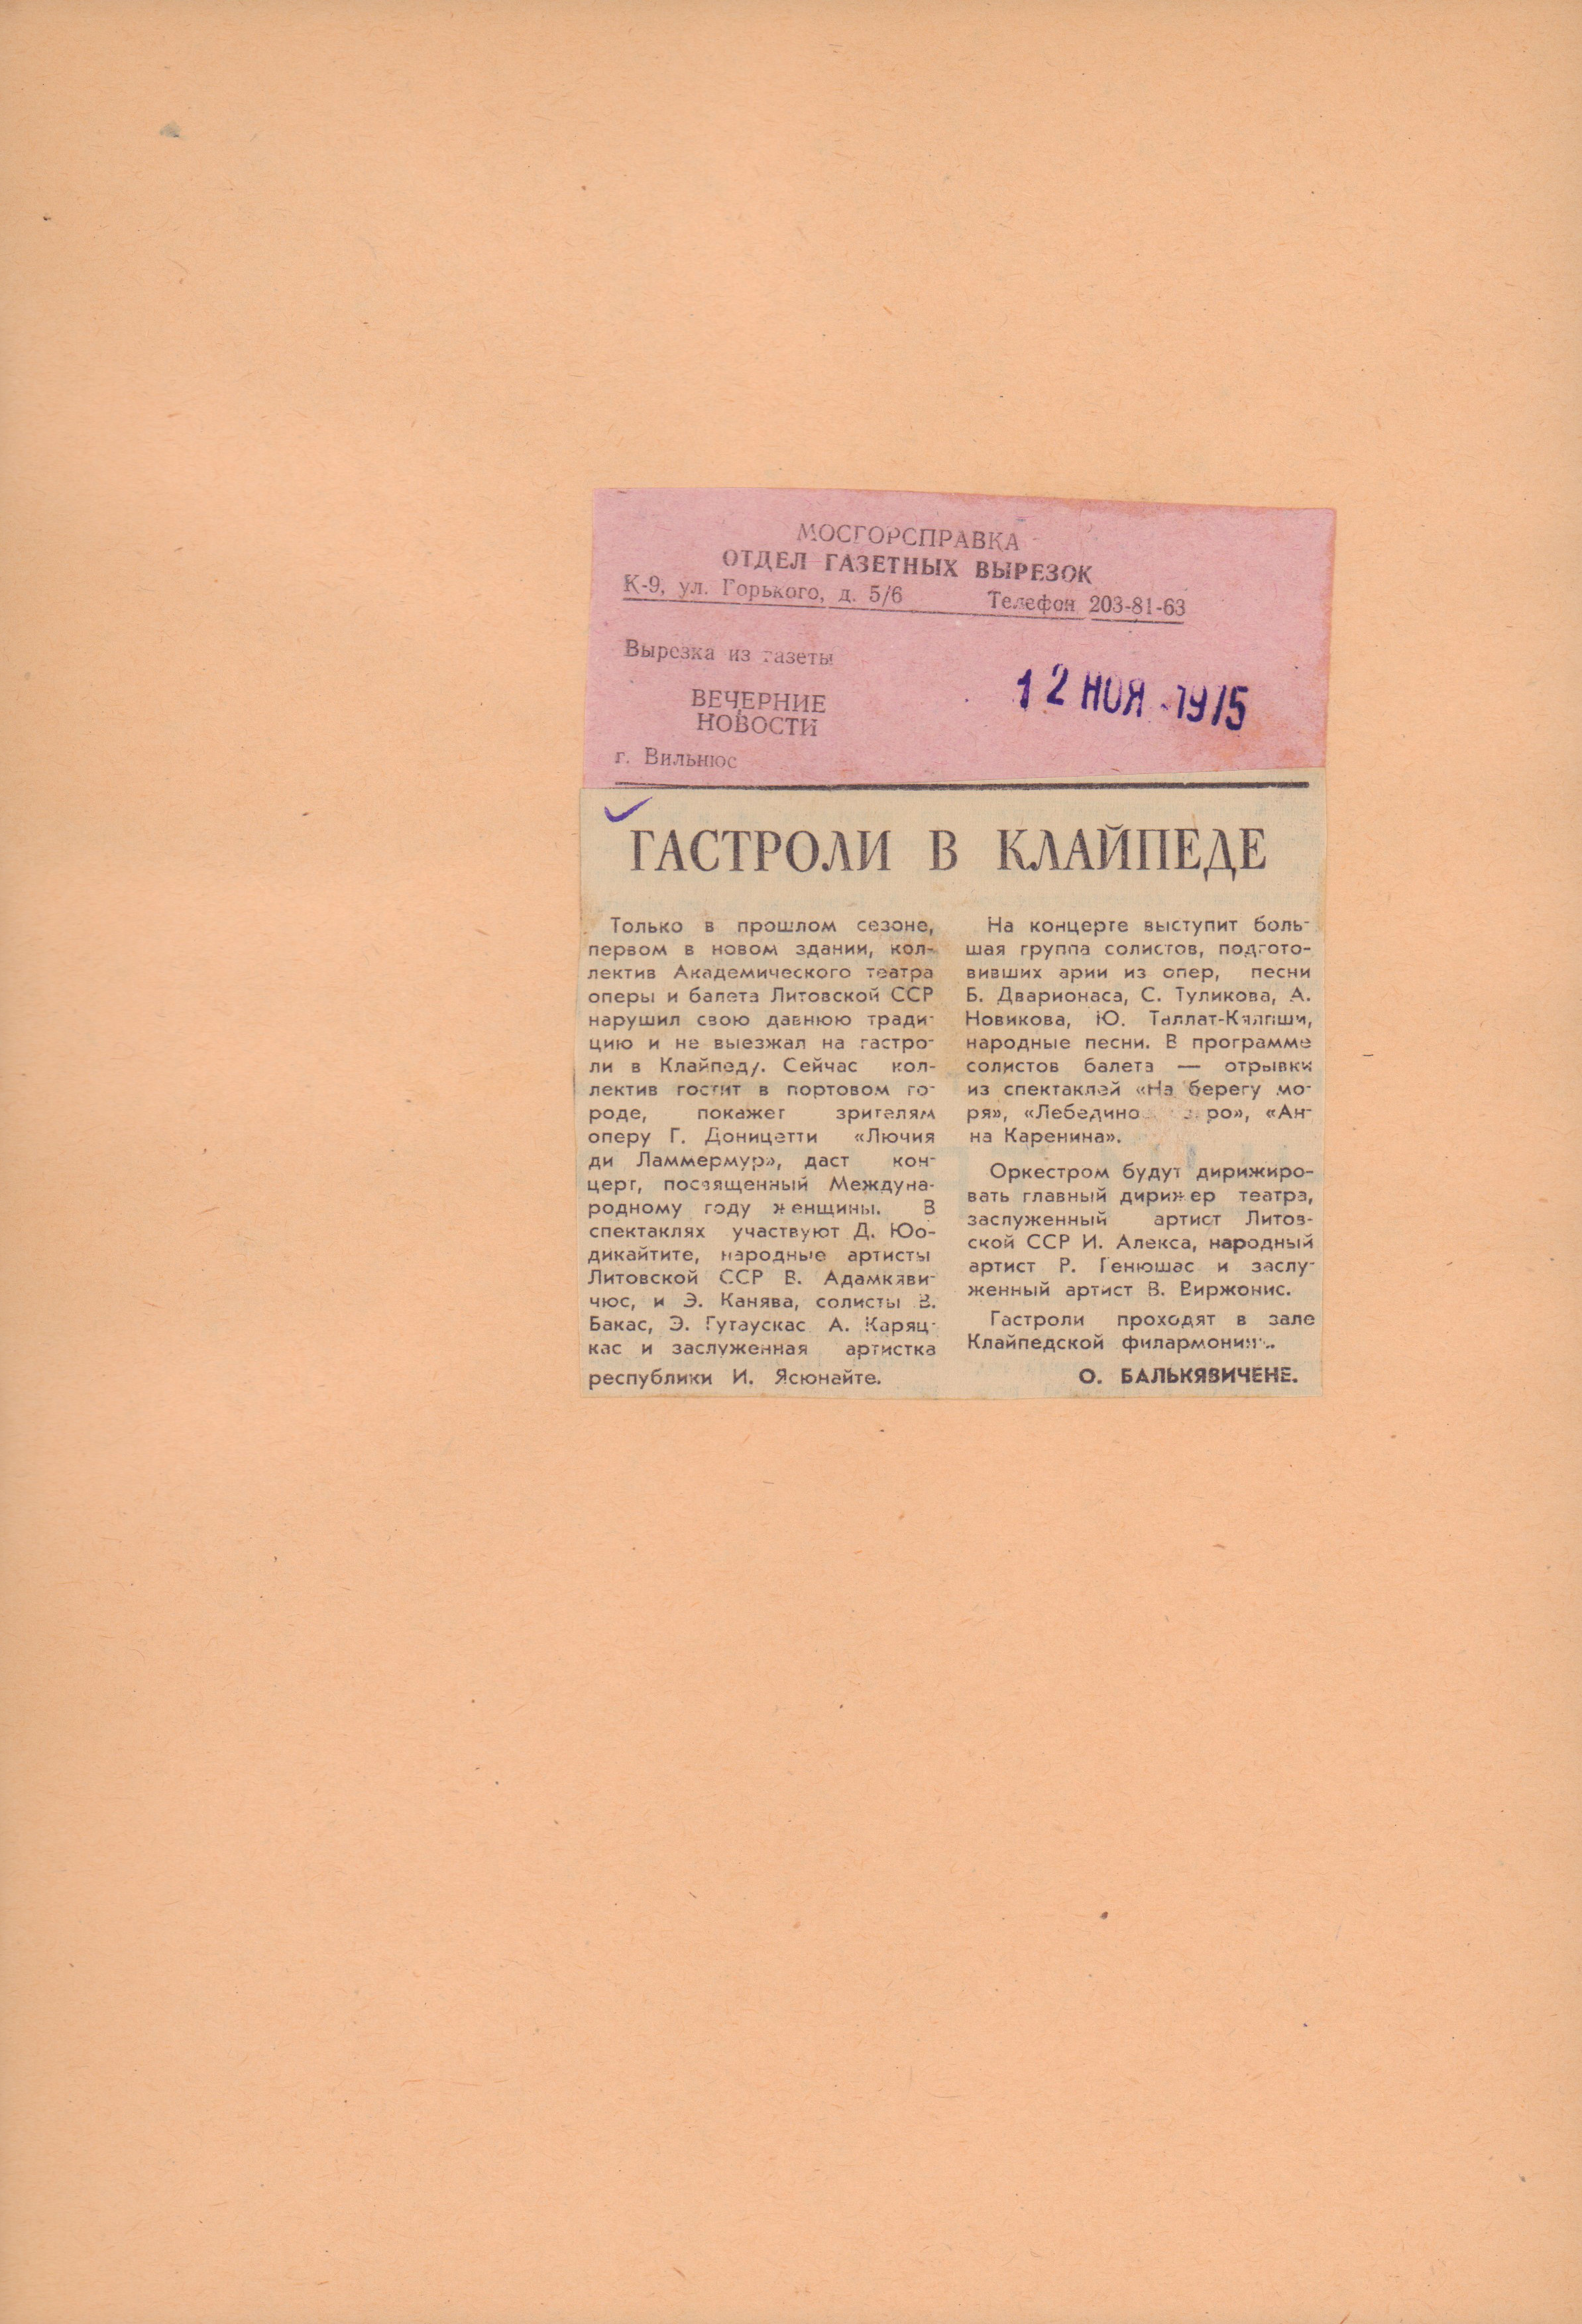 МОСГОРСПРАВКА
ОТДЕЛ ГАЗЕТНЫХ ВЫРЕЗОК
К-9, ул. Горького, д. 5/6 Телефон 203-81-63
Вырезка из газеты
12 НОЯ 1975
ВЕЧЕРНИЕ
НОВОСТИ
г. Вильнюс
ГАСТРОЛИ В КЛАЙПЕДЕ
Только в прошлом сезоне,
первом в новом здании, кол-
лектив Академического театра
оперы и балета Литовской ССР
нарушил свою давнюю тради-
цию и не выезжал на гастро-
ли в Клайпеду. Сейчас кол-
лектив гостит в портовом го-
роде, покажет зрителям
оперу Г. Доницетти «Лючия
ди Ламмермур», даст кон-
церт, посвященный Междуна-
родному году женщины. В
спектаклях участвуют Д. Юо-
дикайтите, народные артисты
Литовской ССР В. Адамкяви-
чюс, и Э. Канява, солисты В.
Бакас, Э. Гутаускас А. Каряц-
кас и заслуженная артистка
республики И. Ясюнайте.
На концерте выступит боль-
шая группа солистов, подгото-
вивших арии из опер, песни
Б. Дварионаса, С. Туликова, А.
Новикова, Ю. Таллат-Кялпши,
народные песни. В программе
солистов балета — отрывки
из спектаклей «На берегу мо-
ря», «Ан-
на Каренина».
Оркестром будут дирижиро-
вать главный дирижер театра,
заслуженный артист Литов-
ской ССР И. Алекса, народный
артист Р. Генюшас и заслу-
женный артист В. Виржонис.
Гастроли проходят в зале
Клайпедской филармонии.
О. БАЛЬКЯВИЧЕНЕ.